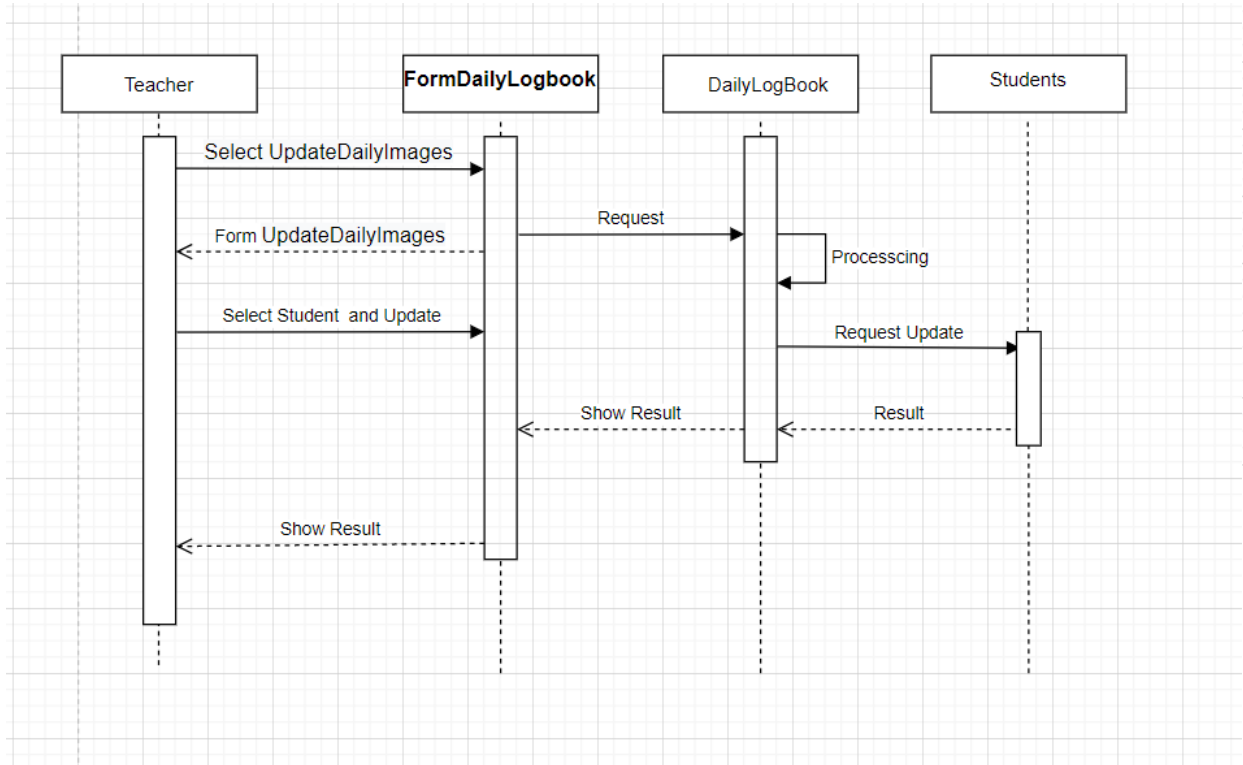 Teacher
FormDailyLogbook
DailyLogBook
Students
Select UpdateDailyImages
Request
Form UpdateDailyImages
Processcing
Select Student and Update
Request Update
Show Result
Result
Show Result